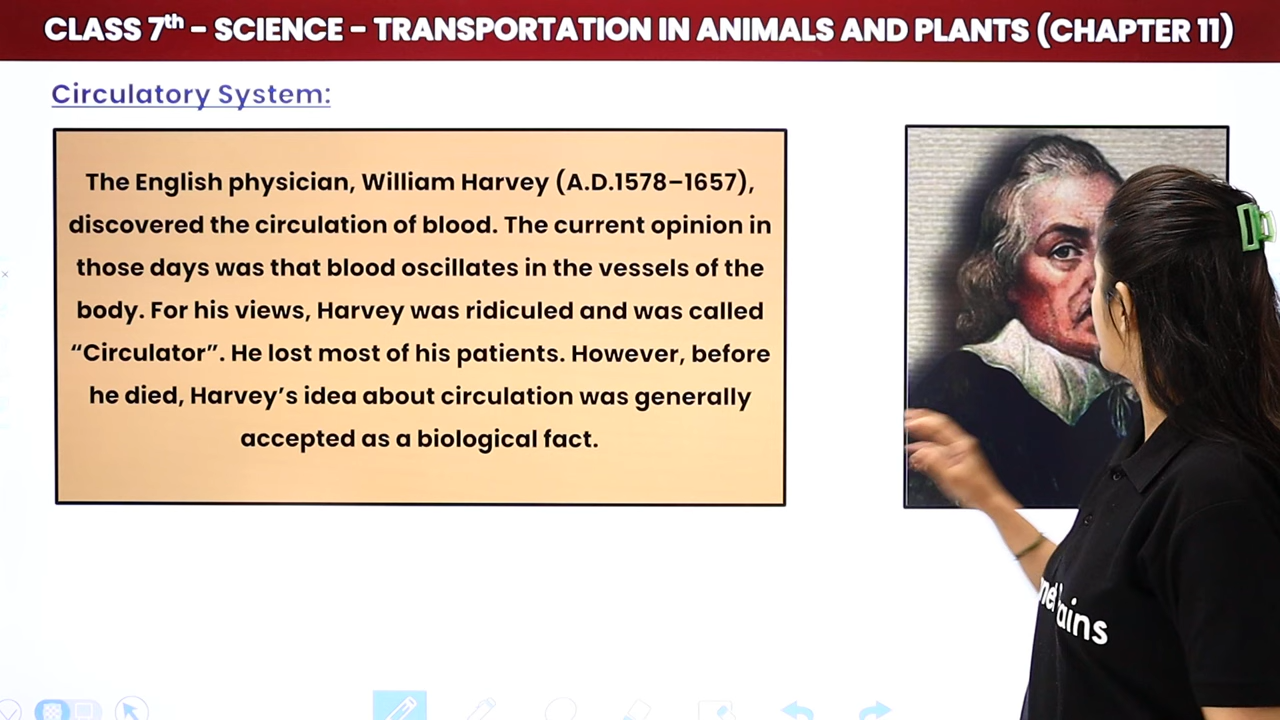 CLASS 7th - SCIENCE - TRANSPORTATION IN ANIMALS AND PLANTS (CHAPTER 11)
Circulatory System:
The English physician, William Harvey (A.D.1578–1657),
discovered the circulation of blood. The current opinion in
those days was that blood oscillates in the vessels of the
body. For his views, Harvey was ridiculed and was called
“Circulator”. He lost most of his patients. However, before
he died, Harvey’s idea about circulation was generally
accepted as a biological fact.